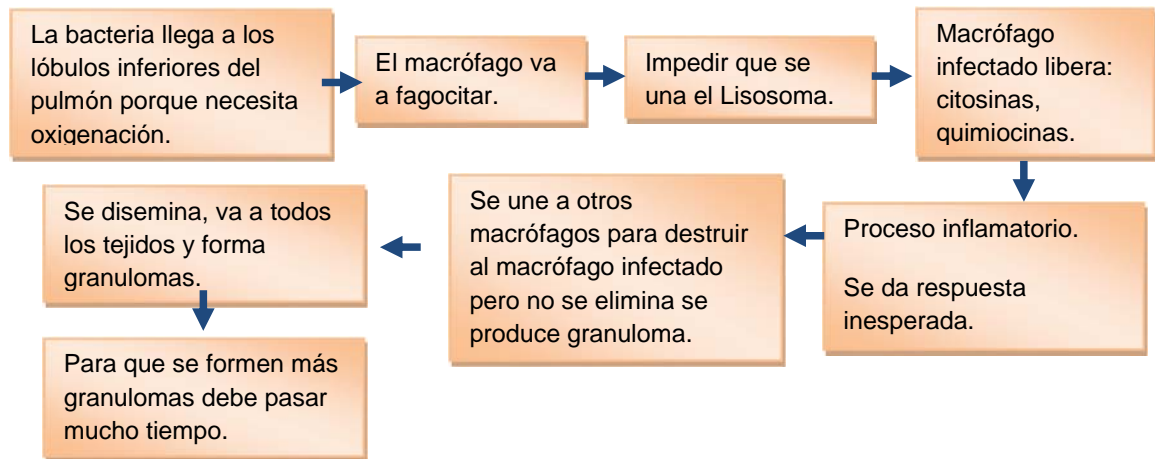 La bacteria llega a los
lóbulos inferiores del
pulmón porque necesita
oxigenación.
El macrófago va
a fagocitar.
Impedir que se
una el Lisosoma.
Macrófago
infectado libera:
citosinas,
quimiocinas.
Proceso inflamatorio.
Se da respuesta
inesperada.
Se une a otros
macrófagos para destruir
al macrófago infectado
pero no se elimina se
produce granuloma.
Se disemina, va a todos
los tejidos y forma
granulomas.
Para que se formen más
granulomas debe pasar
mucho tiempo.